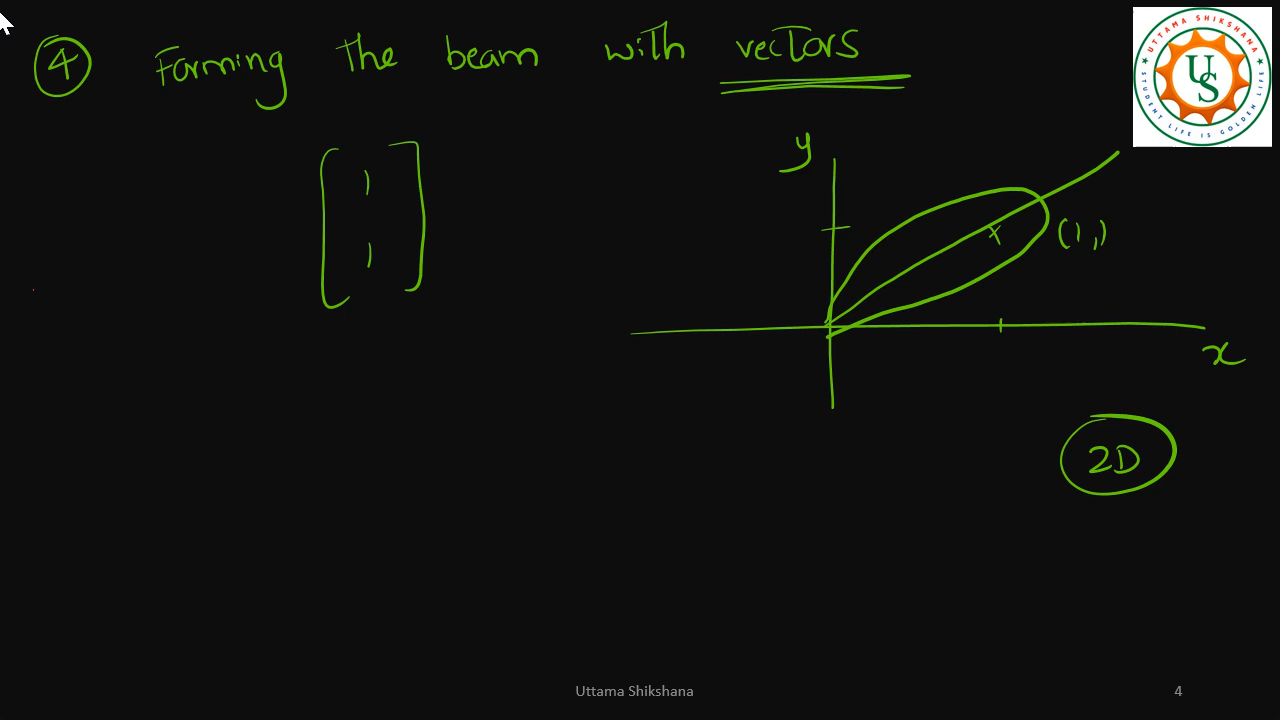 ④ Forming the beam with vectors
UTTAMA SHIKSHANA
US
STUDENT LIFE IS GOLDEN LIFE
[1
1]
y
(1,1)
x
2D
Uttama Shikshana
4